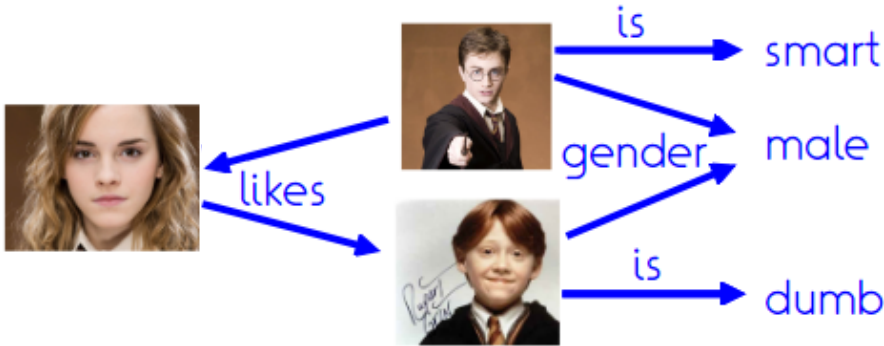 is
smart
gender
male
likes
is
dumb